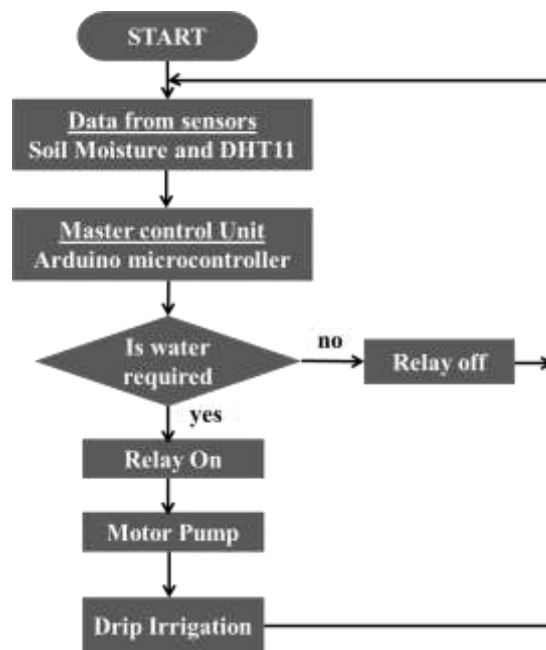 START
Data from sensors
Soil Moisture and DHT11
Master control Unit
Arduino microcontroller
Is water
required
no
Relay off
yes
Relay On
Motor Pump
Drip Irrigation